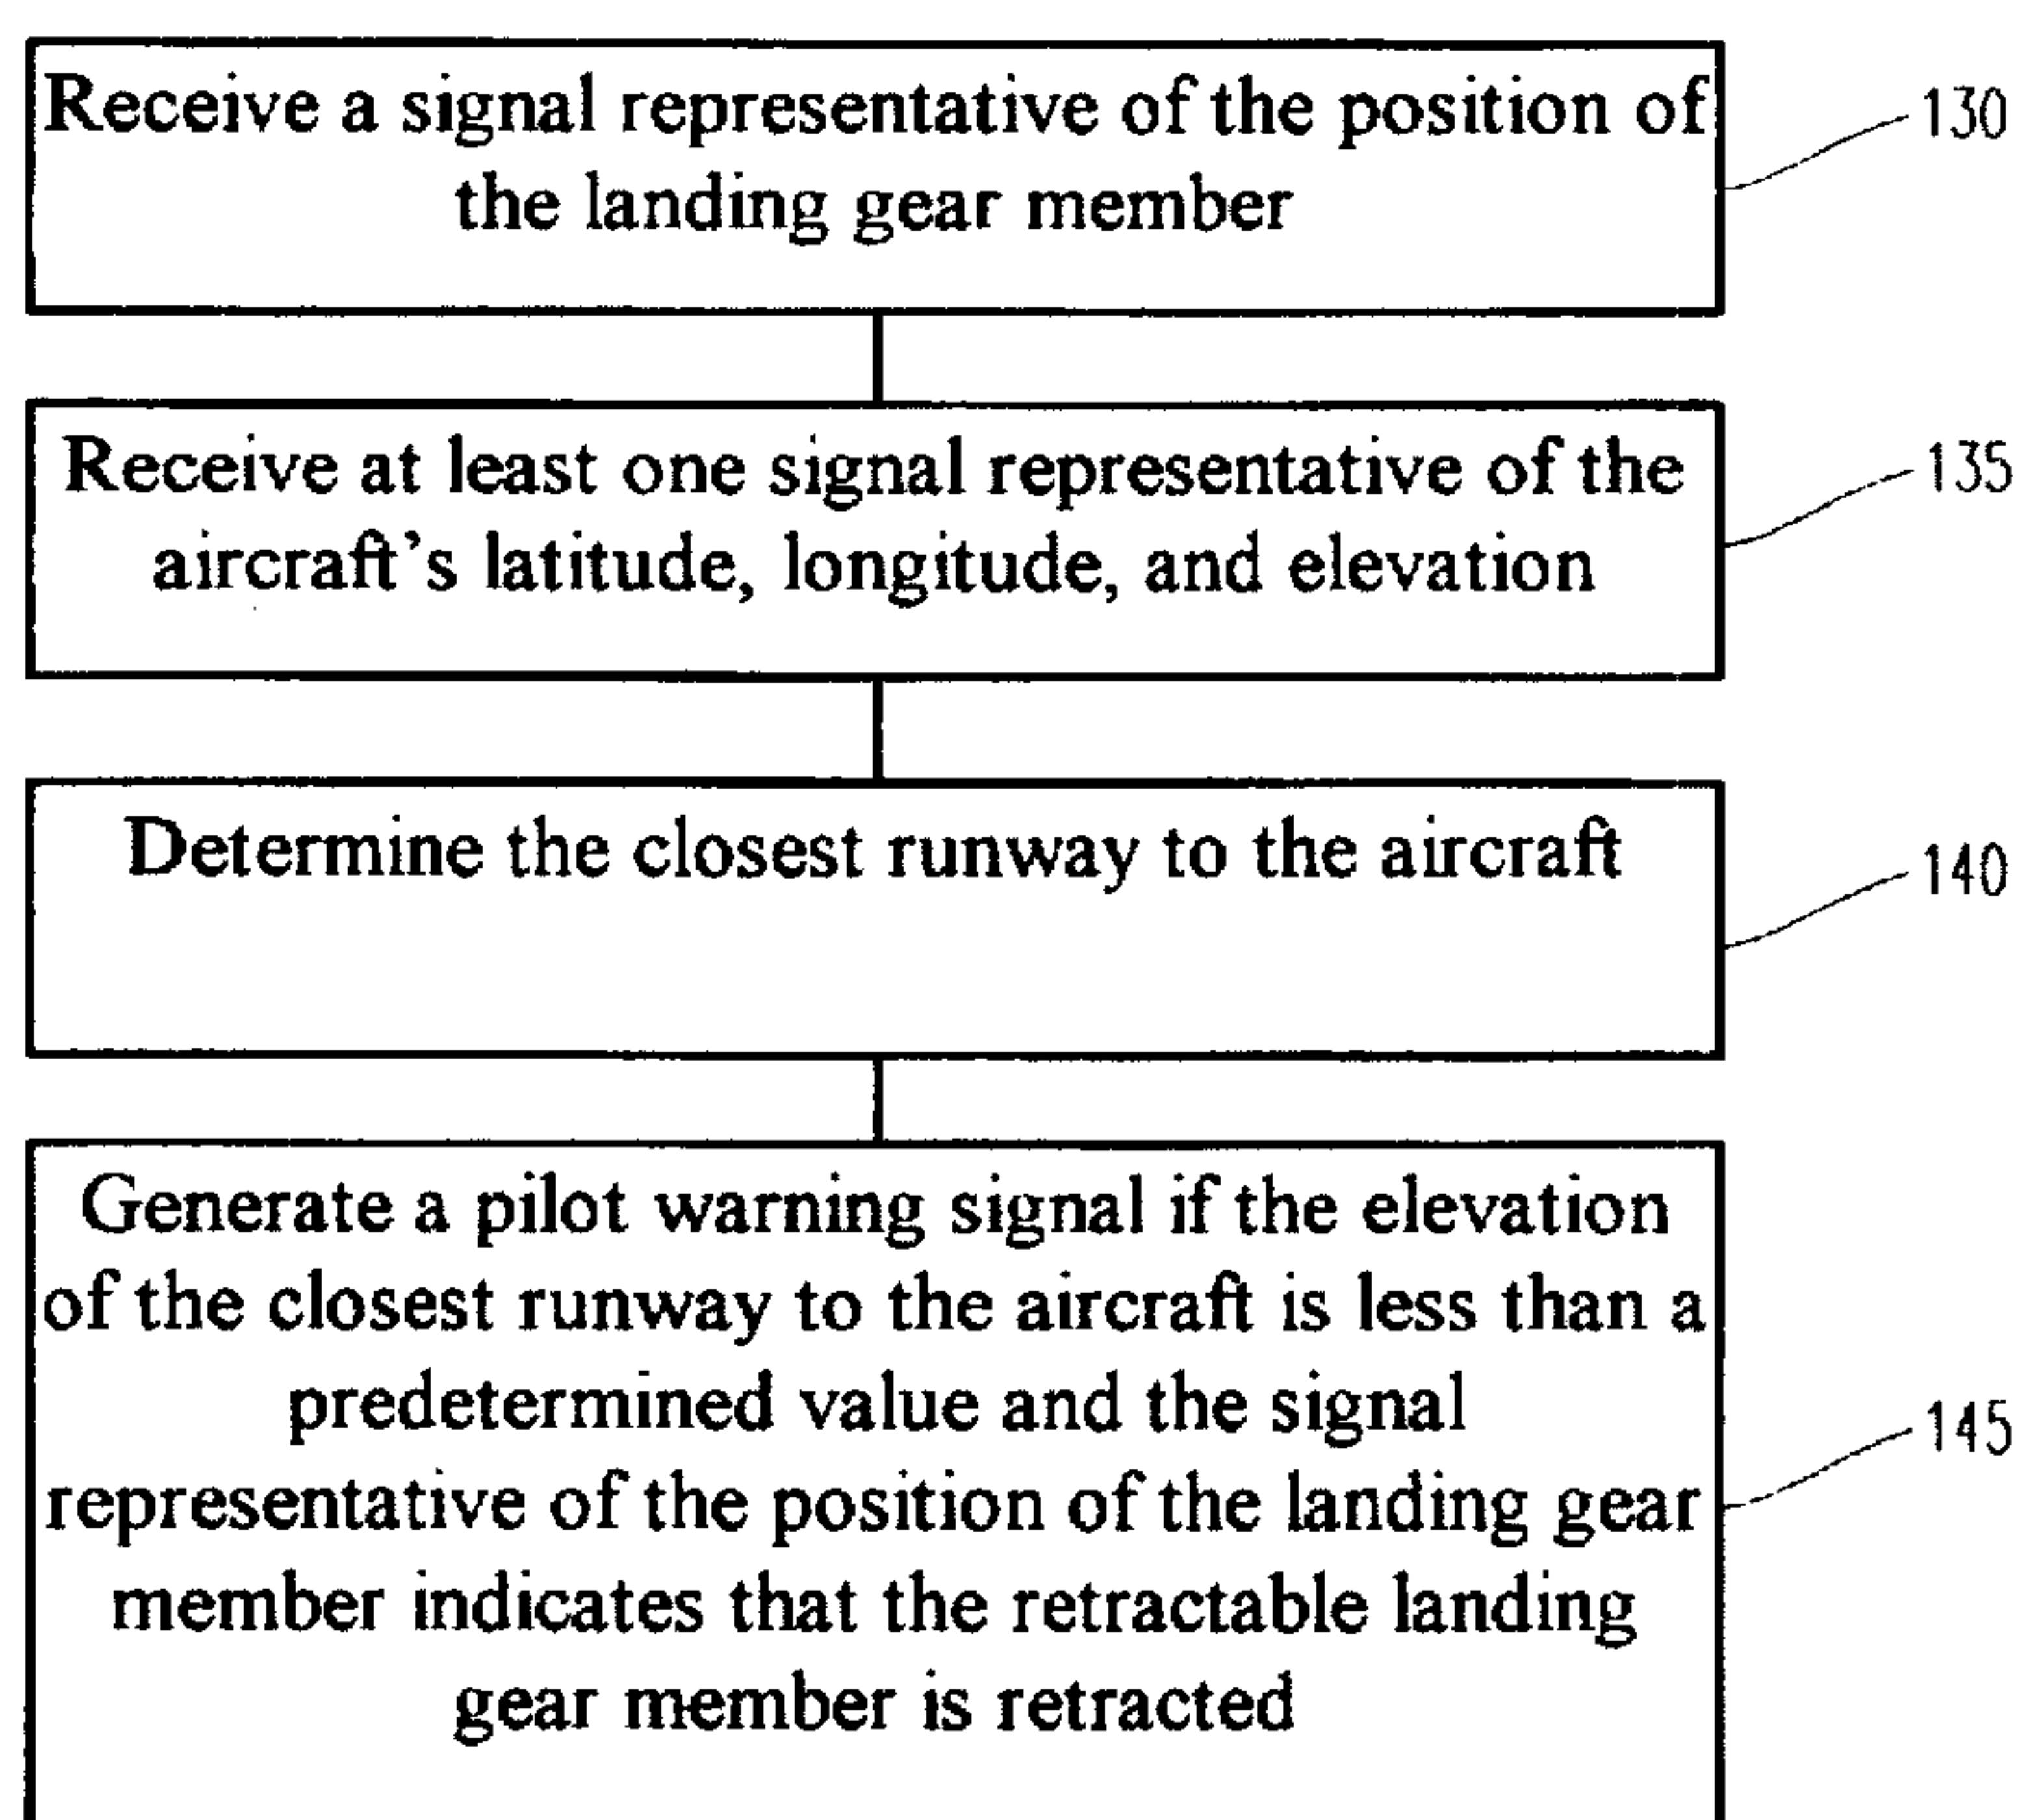 Receive a signal representative of the position of
the landing gear member
130
Receive at least one signal representative of the
aircraft's latitude, longitude, and elevation
135
Determine the closest runway to the aircraft
140
Generate a pilot warning signal if the elevation
of the closest runway to the aircraft is less than a
predetermined value and the signal
representative of the position of the landing gear
member indicates that the retractable landing
gear member is retracted
145